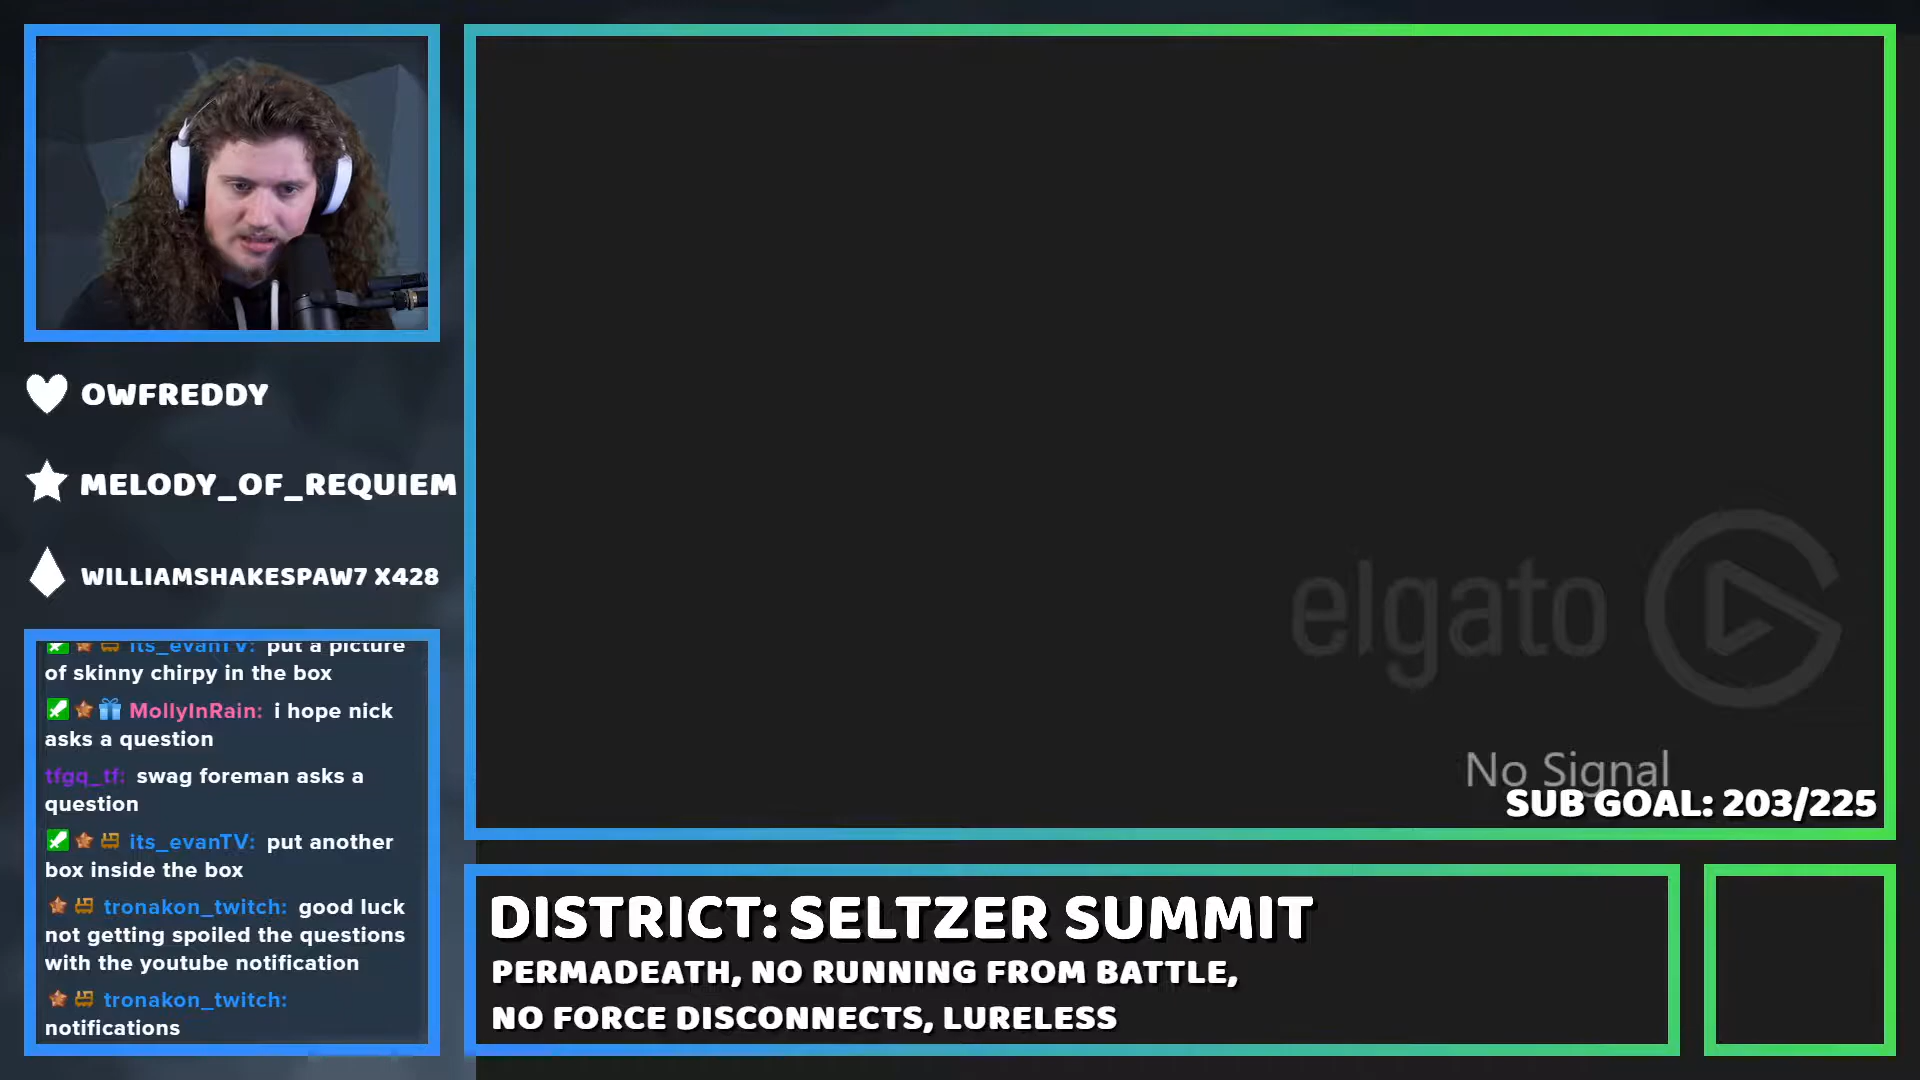 OWFREDDY
MELODY_OF_REQUIEM
WILLIAMSHAKESPAW7 X428
its_evanTV: put a picture
of skinny chirpy in the box
MollyInRain: i hope nick
asks a question
tfgq_tf: swag foreman asks a
question
its_evanTV: put another
box inside the box
tronakon_twitch: good luck
not getting spoiled the questions
with the youtube notification
tronakon_twitch:
notifications
elgato
No Signal
SUB GOAL: 203/225
DISTRICT: SELTZER SUMMIT
PERMADEATH, NO RUNNING FROM BATTLE,
NO FORCE DISCONNECTS, LURELESS